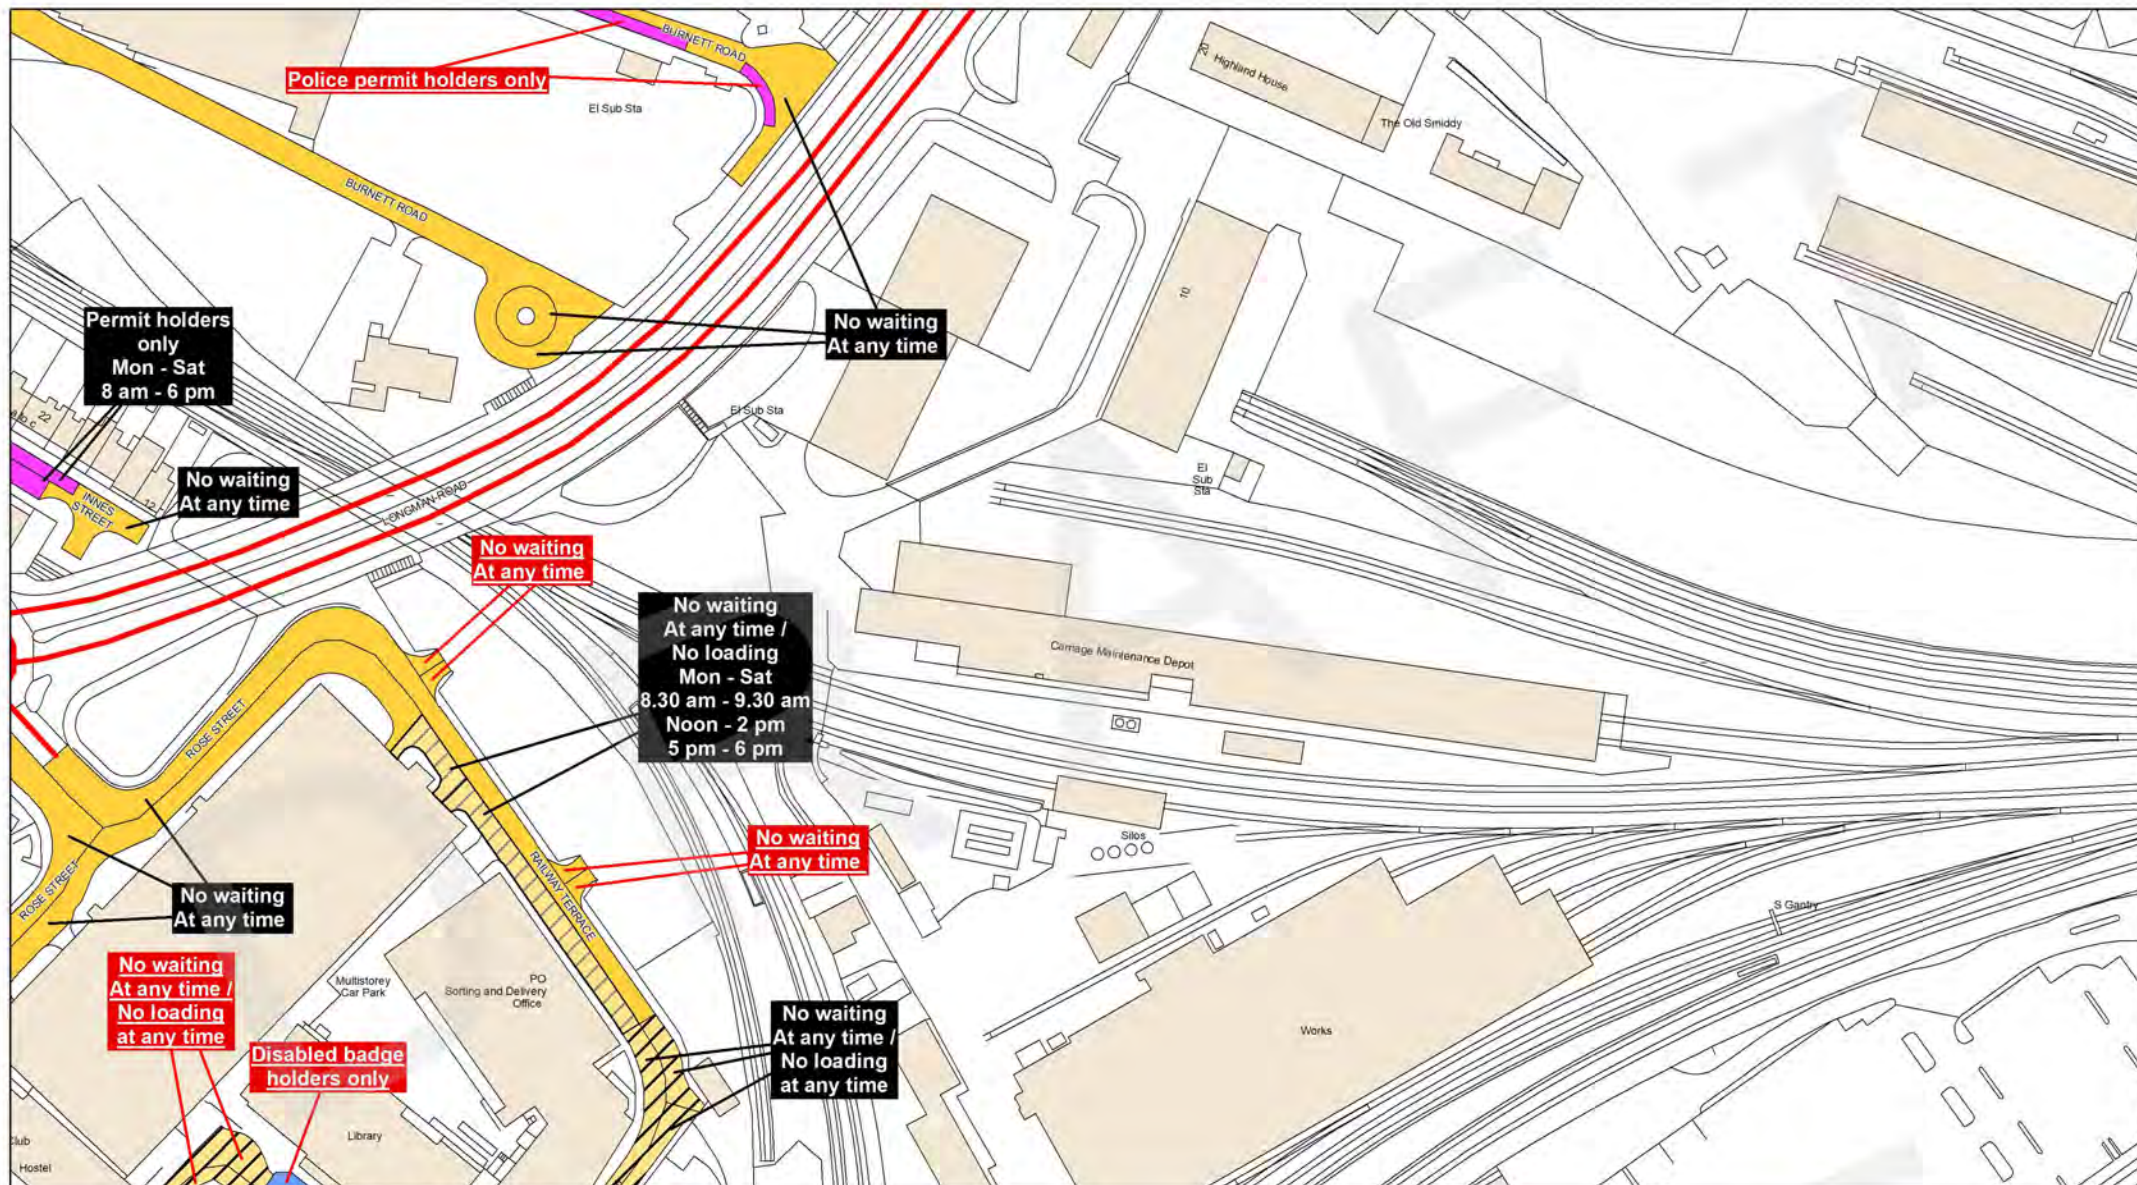 BURNETT ROAD
Police permit holders only
El Sub Sta
20
Highland House
The Old Smiddy
BURNETT ROAD
10
Permit holders
only
Mon - Sat
8 am - 6 pm
No waiting
At any time
22
El Sub Sta
El
Sub
Sta
No waiting
At any time
INNES
STREET
12
LONGMAN ROAD
No waiting
At any time
No waiting
At any time /
No loading
Mon - Sat
8.30 am - 9.30 am
Noon - 2 pm
5 pm - 6 pm
Carriage Maintenance Depot
ROSE STREET
No waiting
At any time
Silos
RAILWAY TERRACE
ROSE STREET
No waiting
At any time
S Gantry
No waiting
At any time /
No loading
at any time
Multistorey
Car Park
PO
Sorting and Delivery
Office
No waiting
At any time /
No loading
at any time
Works
Disabled badge
holders only
Library
Club
Hostel